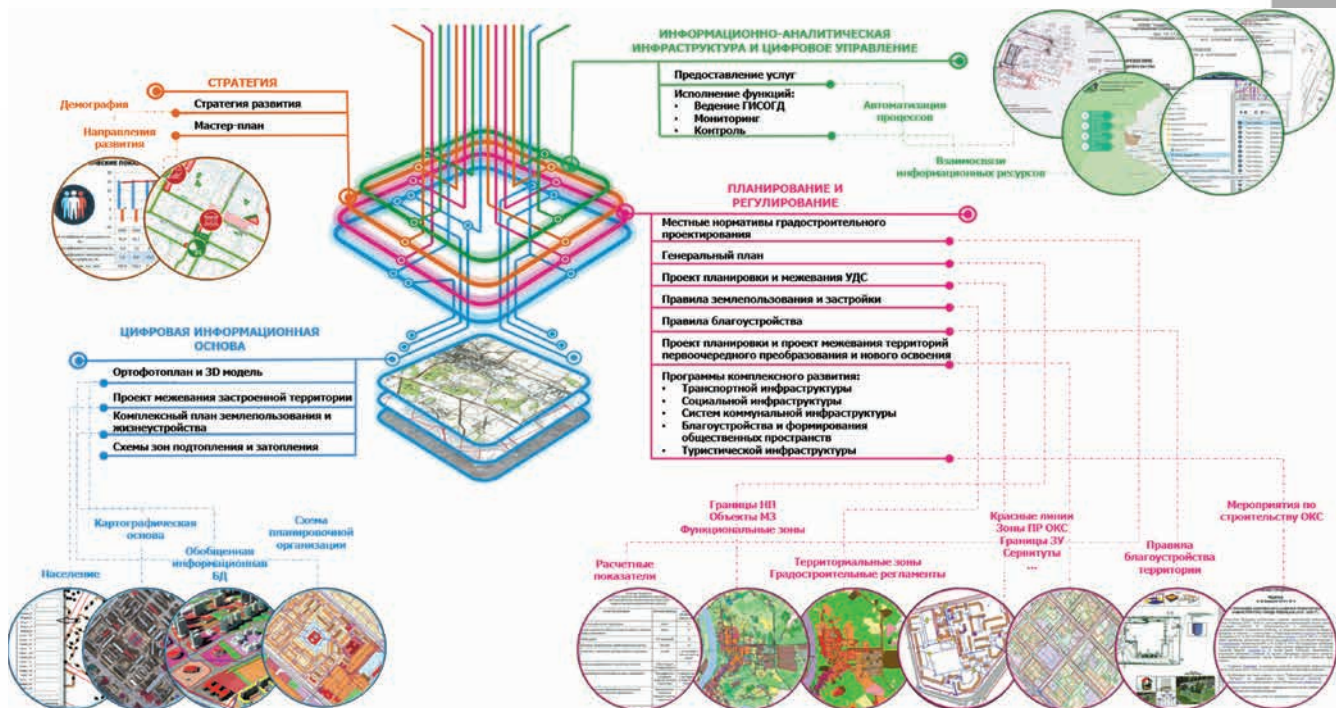 ИНФОРМАЦИОННО-АНАЛИТИЧЕСКАЯ
ИНФРАСТРУКТУРА И ЦИФРОВОЕ УПРАВЛЕНИЕ
Предоставление услуг
Исполнение функций:
• Ведение ГИСОГД
• Мониторинг
• Контроль
Автоматизация
процессов
Взаимосвязи
информационных ресурсов
СТРАТЕГИЯ
Стратегия развития
Мастер-план
Демография
Направления
развития
ПЛАНИРОВАНИЕ И
РЕГУЛИРОВАНИЕ
Местные нормативы градостроительного
проектирования
Генеральный план
Проект планировки и межевания УДС
Правила землепользования и застройки
Правила благоустройства
Проект планировки и проект межевания территорий
первоочередного преобразования и нового освоения
Программы комплексного развития:
• Транспортной инфраструктуры
• Социальной инфраструктуры
• Систем коммунальной инфраструктуры
• Благоустройства и формирования
общественных пространств
• Туристической инфраструктуры
ЦИФРОВАЯ ИНФОРМАЦИОННАЯ
ОСНОВА
Ортофотоплан и 3D модель
Проект межевания застроенной территории
Комплексный план землепользования и
жизнеустройства
Схемы зон подтопления и затопления
Население
Картографическая
основа
Обобщенная
информационная
БД
Схема
планировочной
организации
Расчетные
показатели
Границы НП
Объекты МЗ
Функциональные зоны
Территориальные зоны
Градостроительные регламенты
Красные линии
Зоны ПР ОКС
Границы ЗУ
Сервитуты
...
Правила
благоустройства
территории
Мероприятия по
строительству ОКС